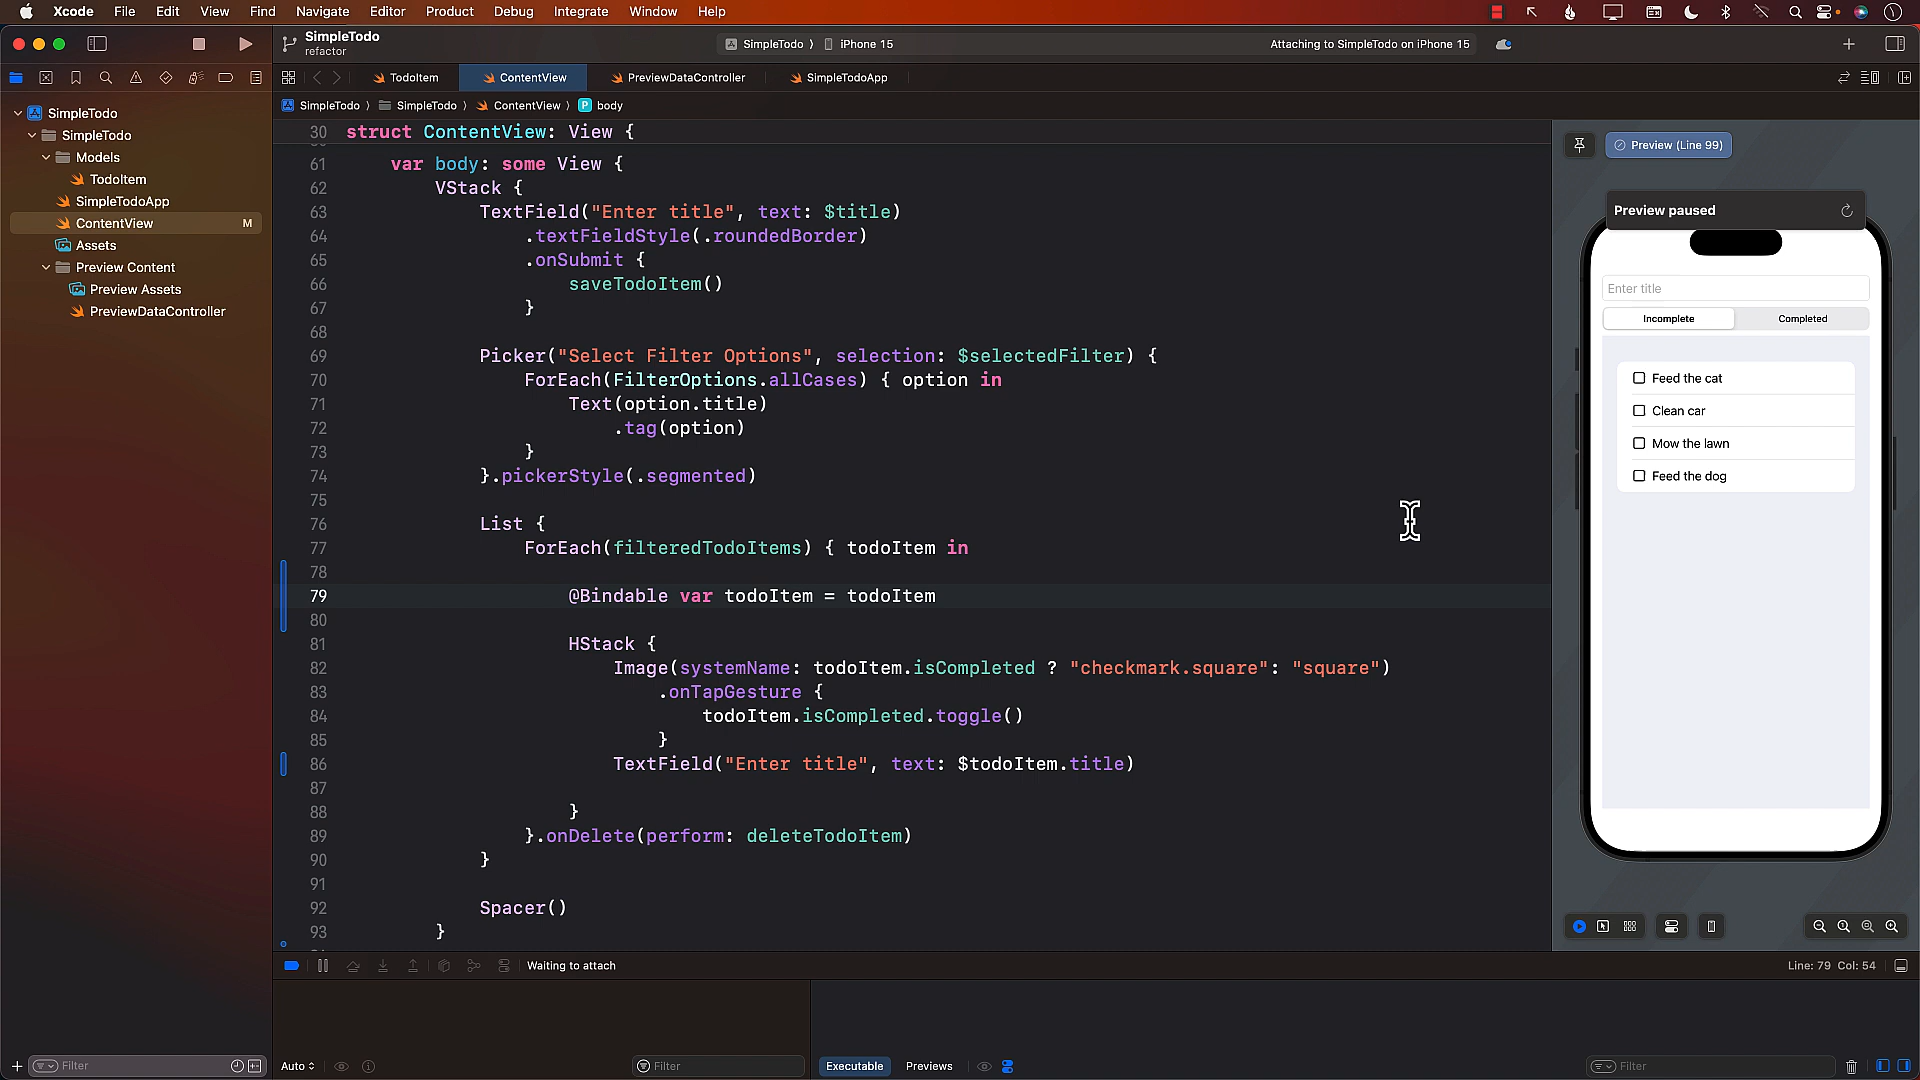 Xcode File Edit View Find Navigate Editor Product Debug Integrate Window Help
SimpleTodo
refactor
SimpleTodo 〉 iPhone 15
Attaching to SimpleTodo on iPhone 15
TodoItem ContentView PreviewDataController SimpleTodoApp
SimpleTodo 〉 SimpleTodo 〉 ContentView 〉 P body
SimpleTodo
SimpleTodo
Models
TodoItem
SimpleTodoApp
ContentView M
Assets
Preview Content
Preview Assets
PreviewDataController
30 struct ContentView: View {
61 var body: some View {
62 VStack {
63 TextField("Enter title", text: $title)
64 .textFieldStyle(.roundedBorder)
65 .onSubmit {
66 saveTodoItem()
67 }
68
69 Picker("Select Filter Options", selection: $selectedFilter) {
70 ForEach(FilterOptions.allCases) { option in
71 Text(option.title)
72 .tag(option)
73 }
74 }.pickerStyle(.segmented)
75
76 List {
77 ForEach(filteredTodoItems) { todoItem in
78
79 @Bindable var todoItem = todoItem
80
81 HStack {
82 Image(systemName: todoItem.isCompleted ? "checkmark.square": "square")
83 .onTapGesture {
84 todoItem.isCompleted.toggle()
85 }
86 TextField("Enter title", text: $todoItem.title)
87
88 }
89 }.onDelete(perform: deleteTodoItem)
90 }
91
92 Spacer()
93 }
Preview (Line 99)
Preview paused
Enter title
Incomplete Completed
Feed the cat
Clean car
Mow the lawn
Feed the dog
Waiting to attach
Line: 79 Col: 54
Filter
Auto
Filter
Executable Previews
Filter